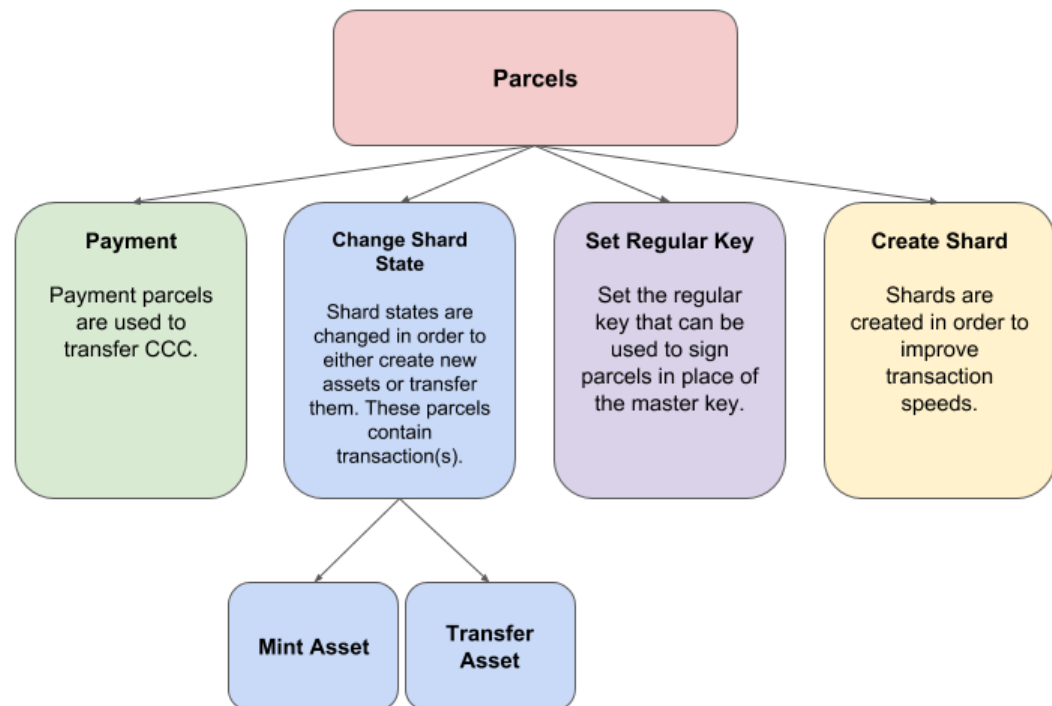 Parcels
Payment
Payment parcels
are used to
transfer CCC.
Change Shard
State
Shard states are
changed in order to
either create new
assets or transfer
them. These parcels
contain
transaction(s).
Set Regular Key
Set the regular
key that can be
used to sign
parcels in place of
the master key.
Create Shard
Shards are
created in order to
improve
transaction
speeds.
Mint Asset
Transfer
Asset